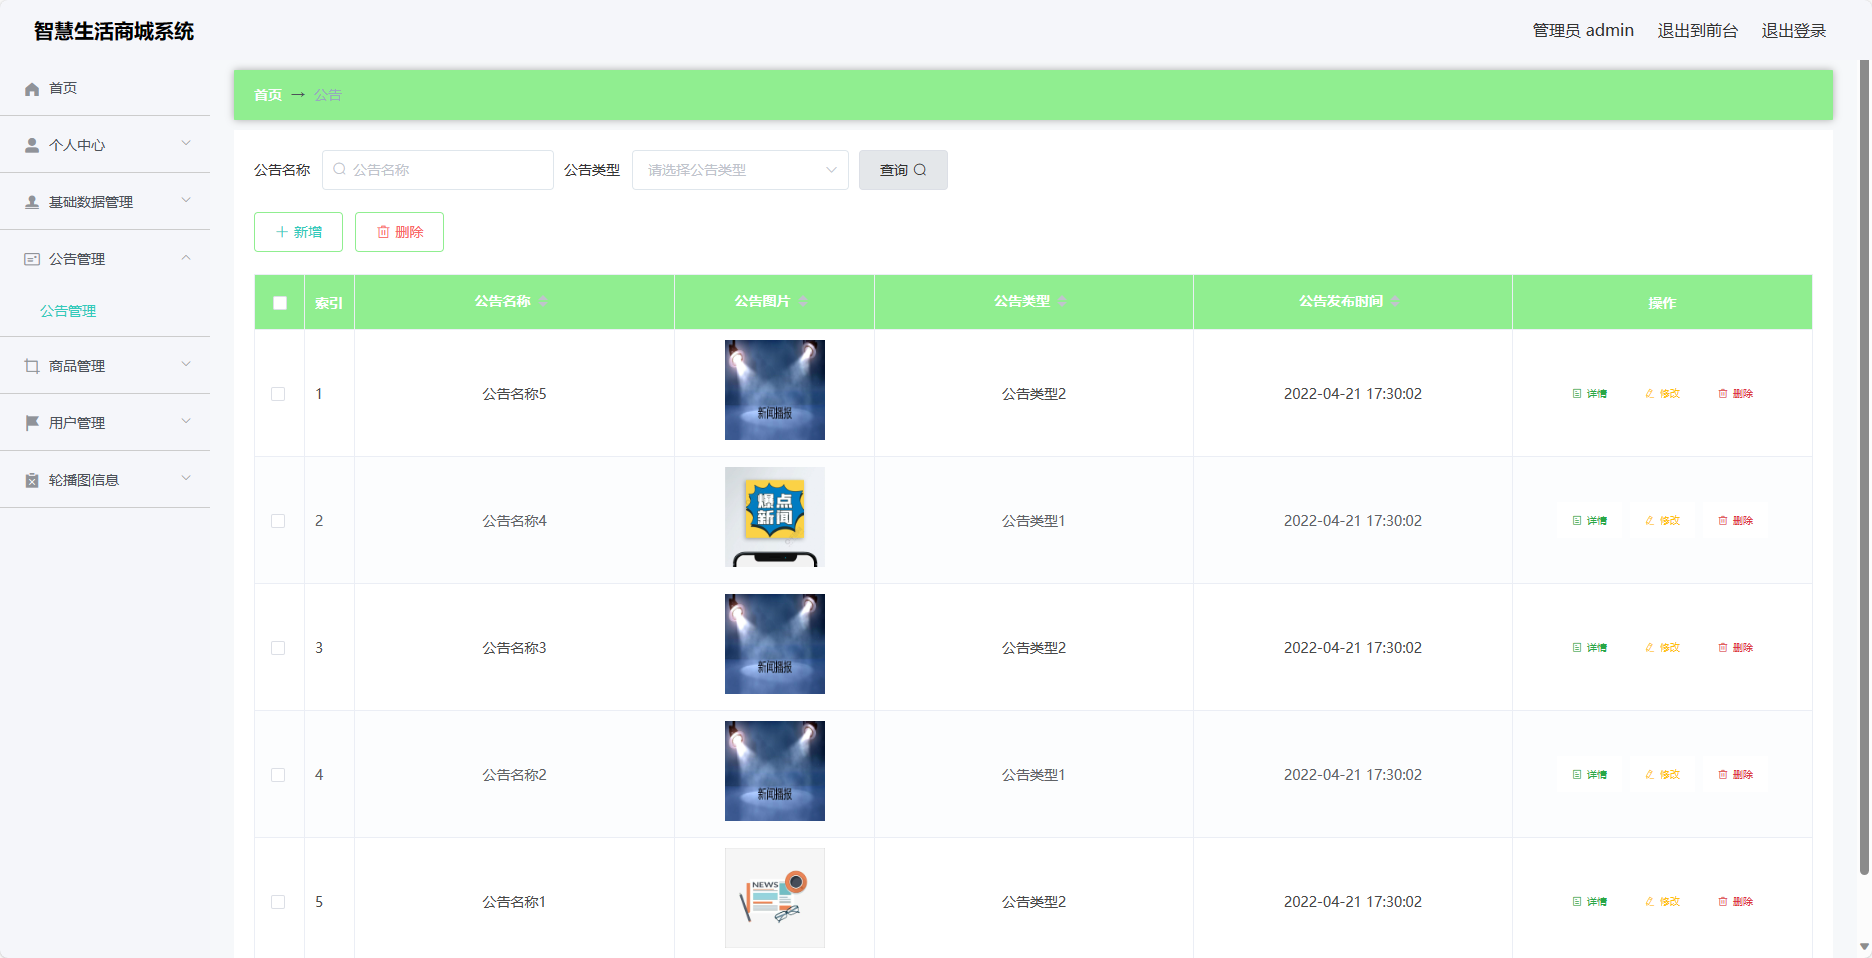 智慧生活商城系统
管理员 admin 退出到前台 退出登录
首页
个人中心
基础数据管理
公告管理
公告管理
商品管理
用户管理
轮播图信息
首页 → 公告
公告名称 公告名称 公告类型 请选择公告类型 查询
新增 删除
索引 公告名称 公告图片 公告类型 公告发布时间 操作
1 公告名称5 新闻播报 公告类型2 2022-04-21 17:30:02 详情 修改 删除
2 公告名称4 爆点 公告类型1 2022-04-21 17:30:02 详情 修改 删除
新闻
3 公告名称3 新闻播报 公告类型2 2022-04-21 17:30:02 详情 修改 删除
4 公告名称2 新闻播报 公告类型1 2022-04-21 17:30:02 详情 修改 删除
5 公告名称1 NEWS 公告类型2 2022-04-21 17:30:02 详情 修改 删除